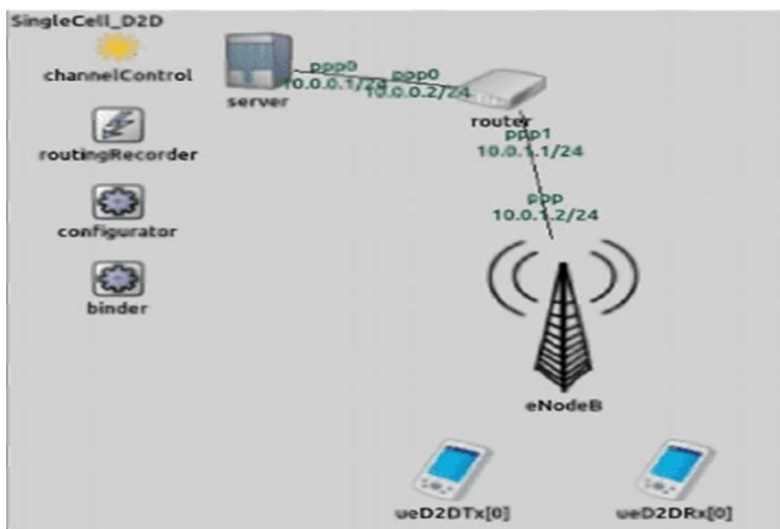 SingleCell_D2D
channelControl
server
ppp0
10.0.0.1/24
ppp0
10.0.0.2/24
router
ppp1
10.0.1.1/24
routingRecorder
ppp
10.0.1.2/24
configurator
binder
eNodeB
ueD2DTx[0]
ueD2DRx[0]